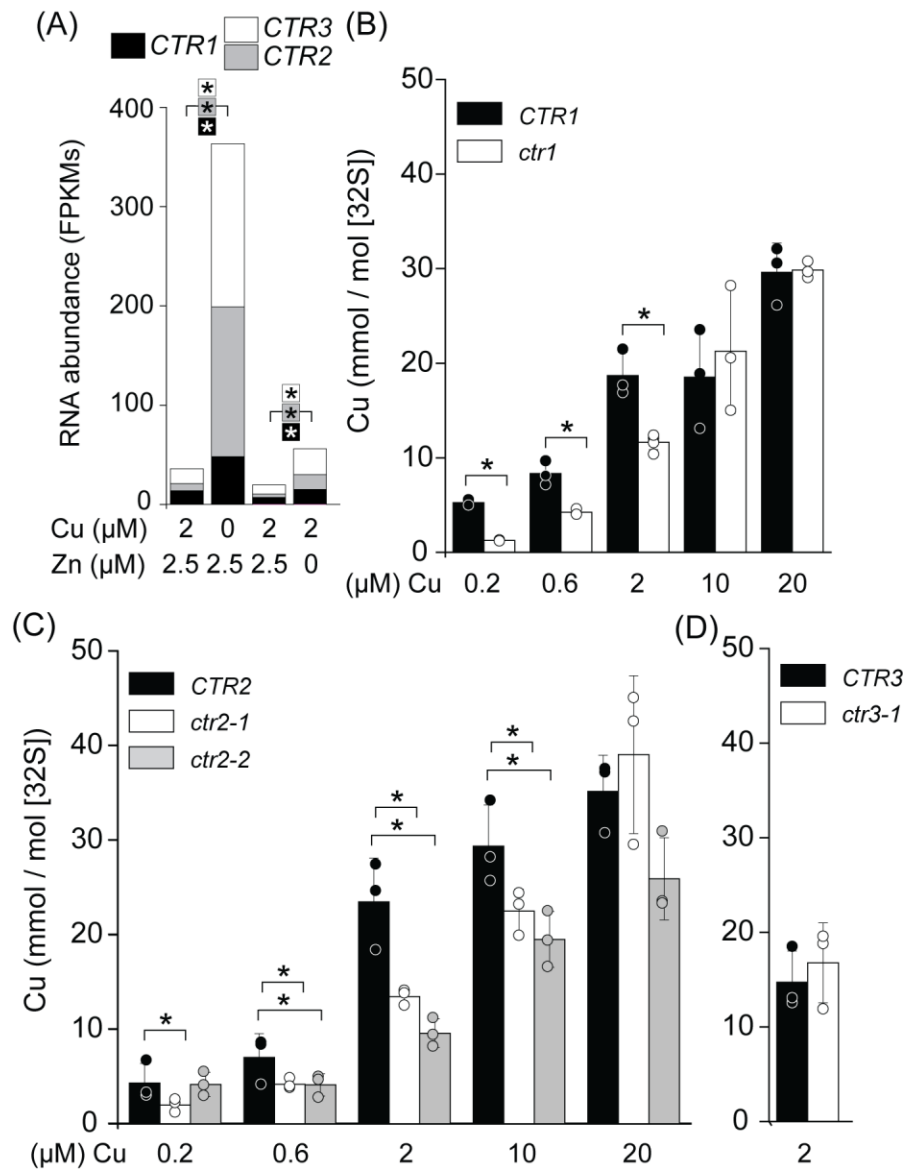 (A)
CTR1
CTR3
CTR2
* * *
400
300
200
100
0
RNA abundance (FPKMs)
* * *
Cu (µM) 2 0 2 2
Zn (µM) 2.5 2.5 2.5 0
(B)
CTR1
ctr1
50
40
30
20
10
0
Cu (mmol / mol [32S])
* * *
(µM) Cu 0.2 0.6 2 10 20
(C)
CTR2
ctr2-1
ctr2-2
50
40
30
20
10
0
Cu (mmol / mol [32S])
* * * * * * *
(µM) Cu 0.2 0.6 2 10 20
(D)
CTR3
ctr3-1
50
40
30
20
10
0
2